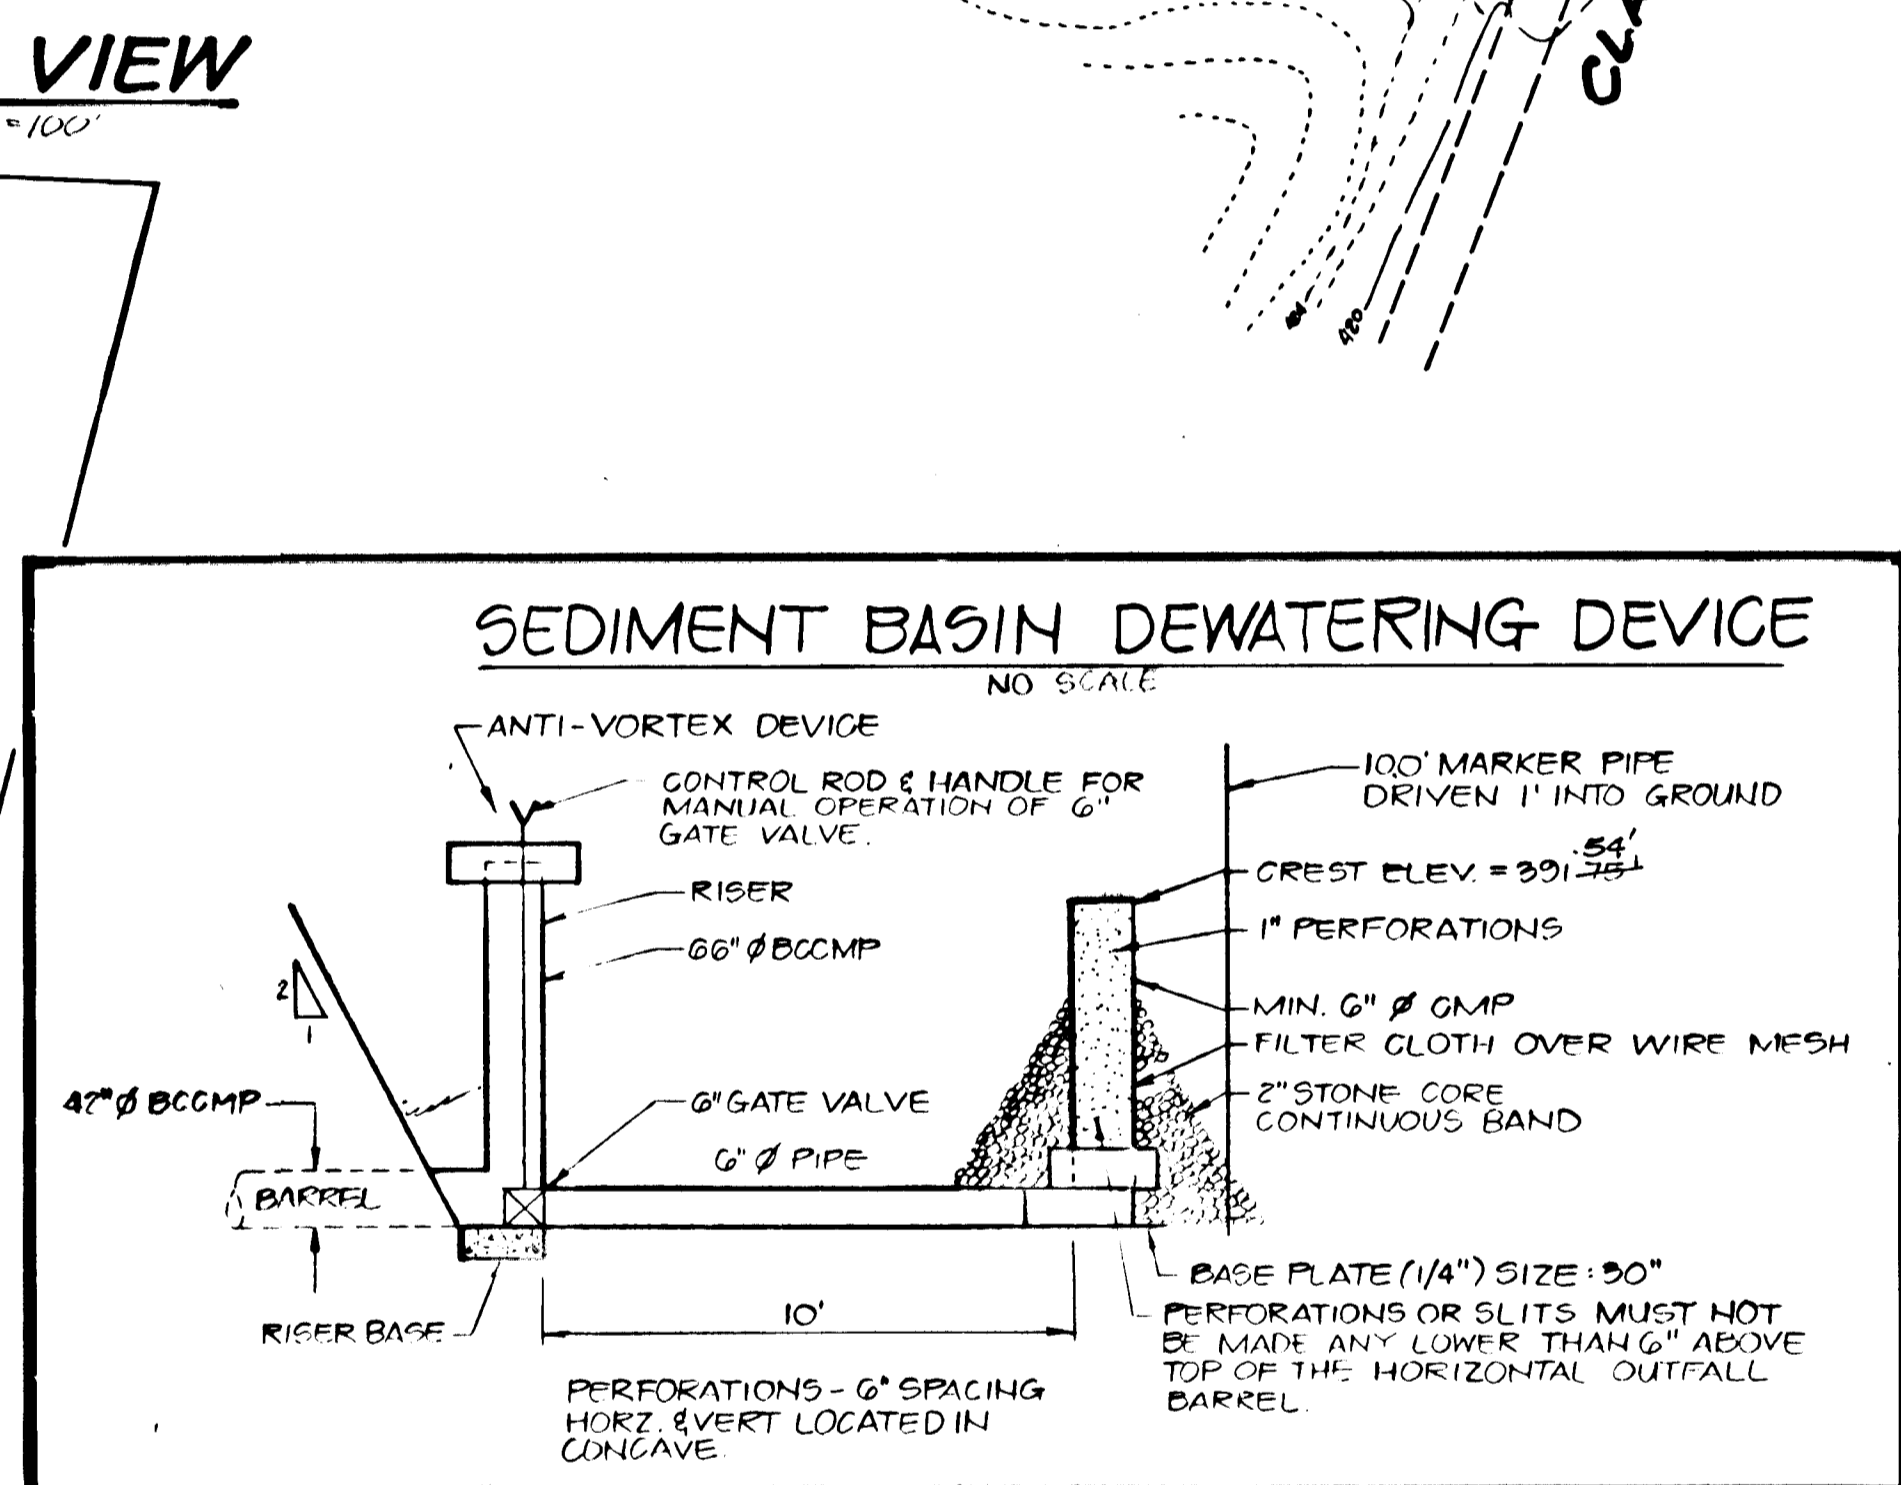 VIEW
=100'
CLA
484
420
SEDIMENT BASIN DEWATERING DEVICE
NO SCALE
ANTI-VORTEX DEVICE
CONTROL ROD & HANDLE FOR
MANUAL OPERATION OF 6"
GATE VALVE.
RISER
66" Ø BCCMP
10.0' MARKER PIPE
DRIVEN 1' INTO GROUND
CREST ELEV. = 391.54'
75'
1" PERFORATIONS
MIN. 6" Ø CMP
FILTER CLOTH OVER WIRE MESH
2" STONE CORE
CONTINUOUS BAND
2
1
42" Ø BCCMP
BARREL
6" GATE VALVE
6" Ø PIPE
RISER BASE
10'
BASE PLATE (1/4") SIZE: 30"
PERFORATIONS OR SLITS MUST NOT
BE MADE ANY LOWER THAN 6" ABOVE
TOP OF THE HORIZONTAL OUTFALL
BARREL.
PERFORATIONS - 6" SPACING
HORZ. & VERT LOCATED IN
CONCAVE.